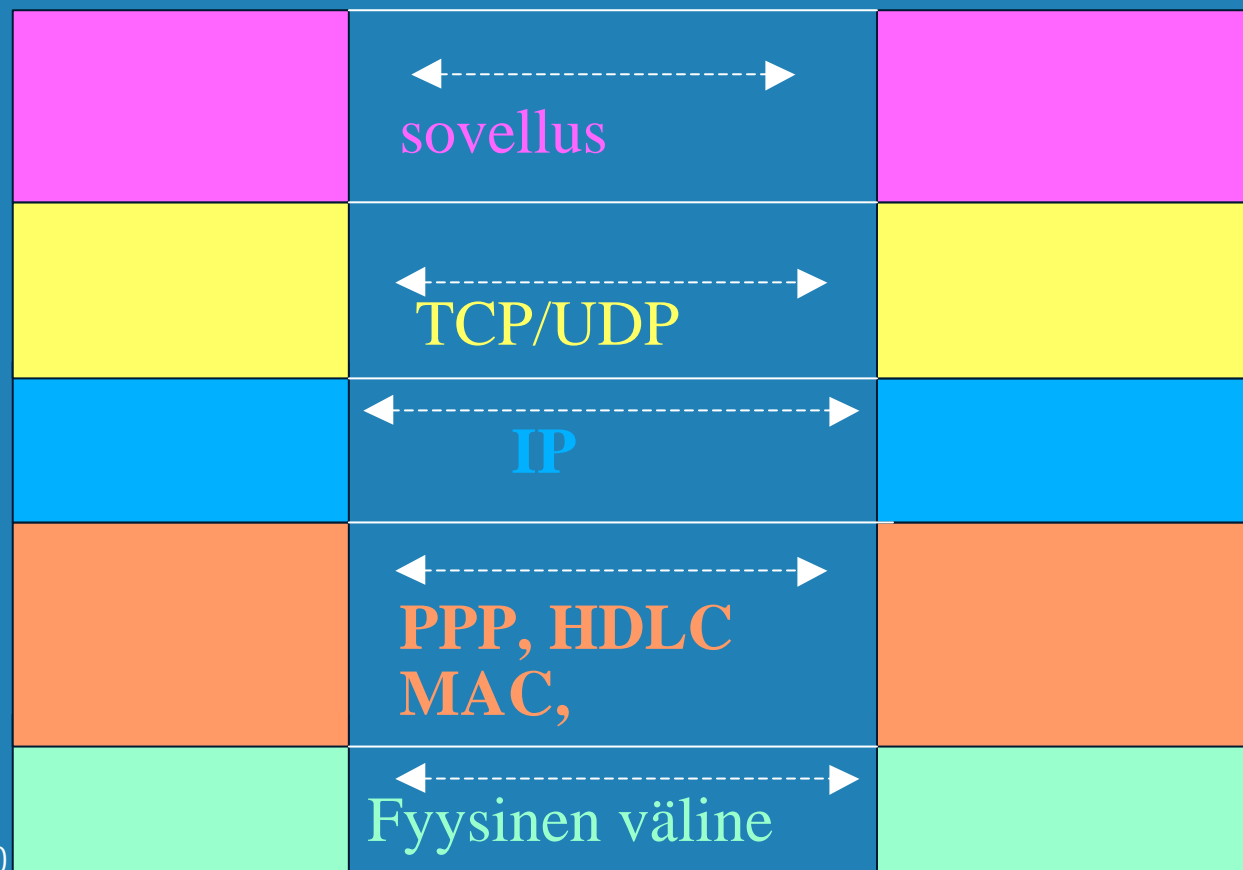 sovellus
TCP/UDP
IP
PPP, HDLC
MAC,
Fyysinen väline